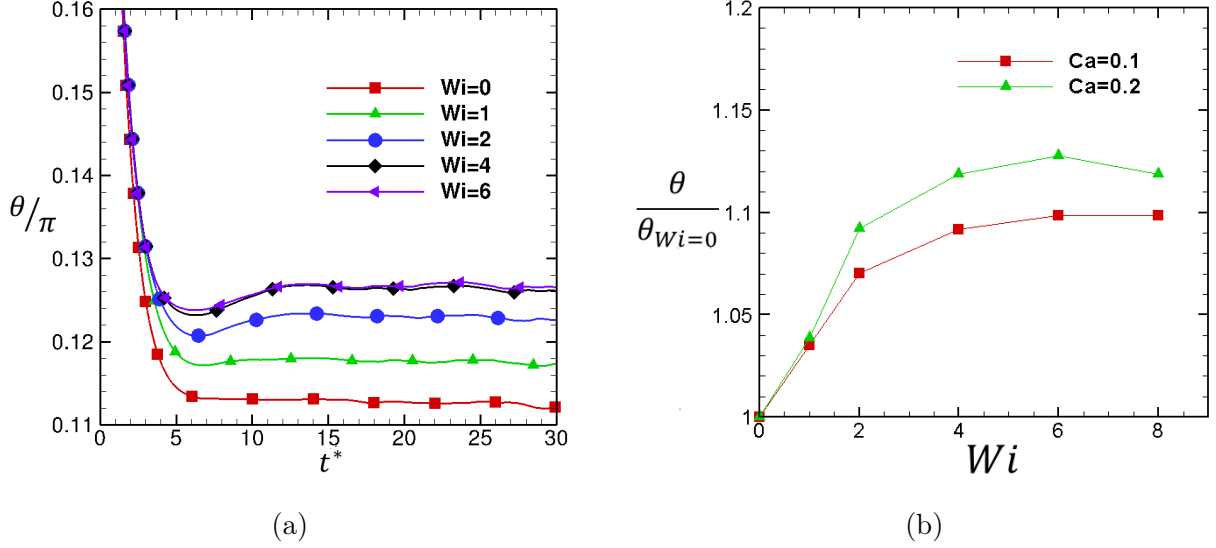 0.16
0.15
0.14
0.13
0.12
0.11
θ/π
0 5 10 15 20 25 30
t*
Wi=0
Wi=1
Wi=2
Wi=4
Wi=6
(a)
1.2
1.15
1.1
1.05
1
θ
θWi=0
0 2 4 6 8
Wi
Ca=0.1
Ca=0.2
(b)